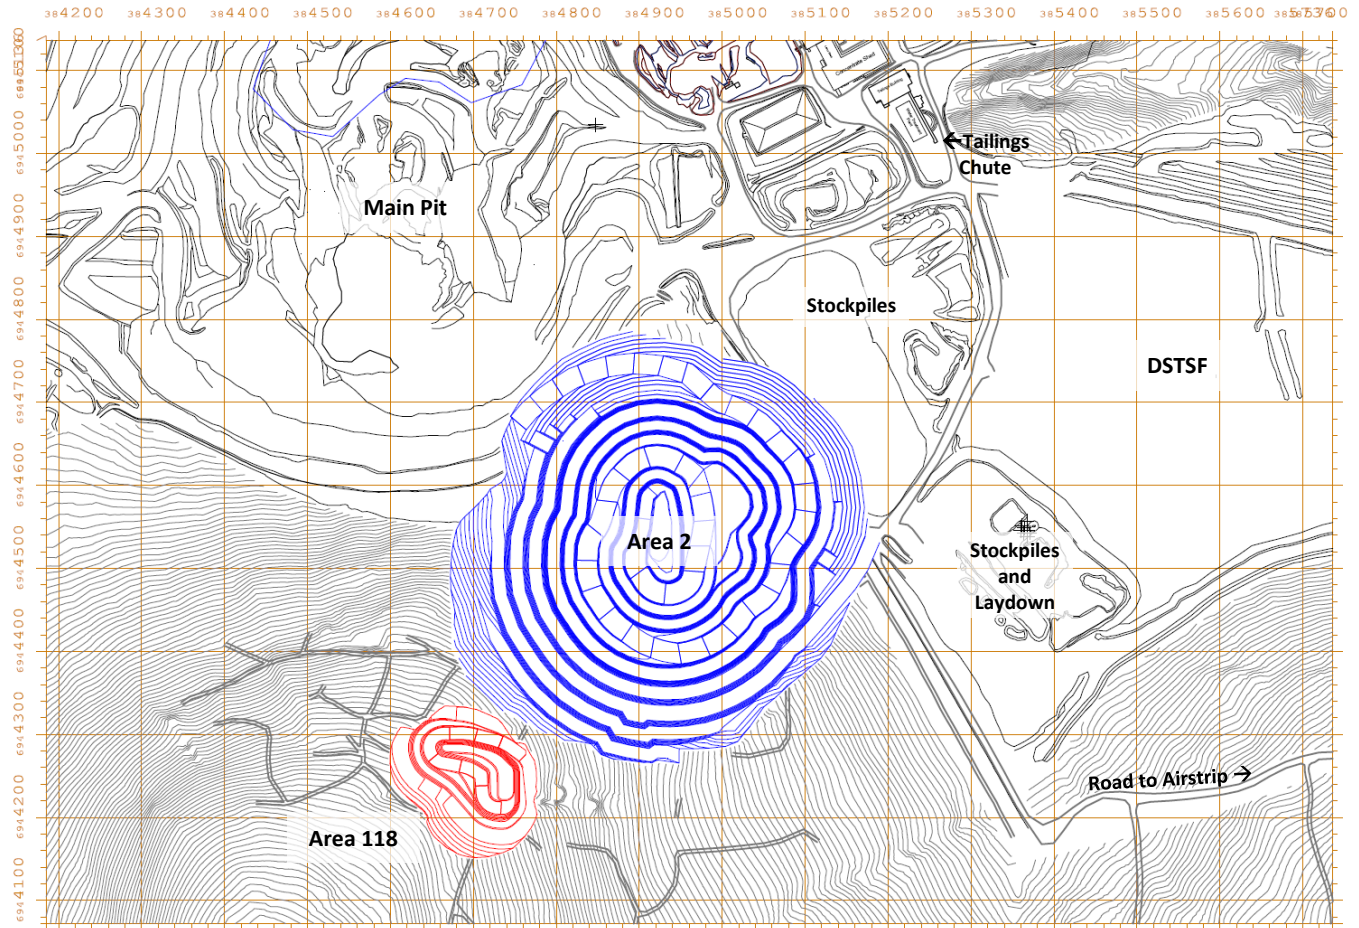 384200 384300 384400 384500 384600 384700 384800 384900 385000 385100 385200 385300 385400 385500 385600
6945000
6944900
6944800
6944700
6944600
6944500
6944400
6944300
6944200
6944100
Concentrate Shed
←Tailings
Chute
Main Pit
Stockpiles
DSTSF
Area 2
Stockpiles
and
Laydown
Road to Airstrip →
Area 118